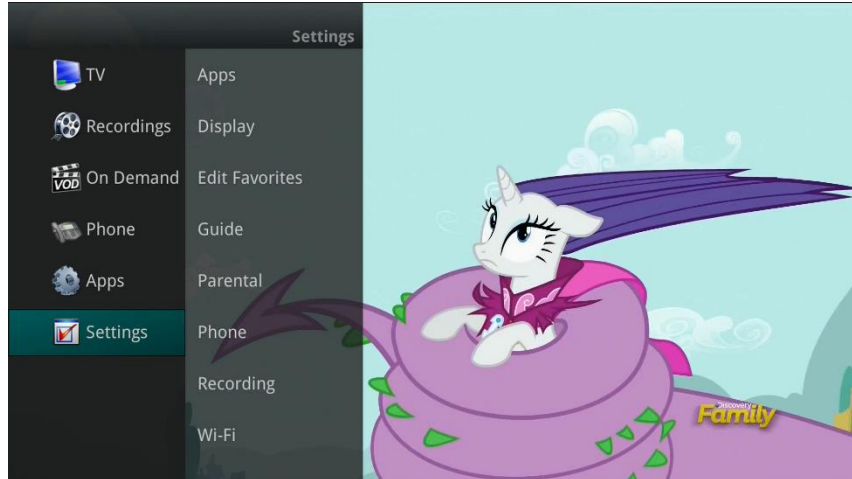 Settings
TV
Recordings
VOD
On Demand
Phone
Apps
Settings
Apps
Display
Edit Favorites
Guide
Parental
Phone
Recording
Wi-Fi
Discovery
Family